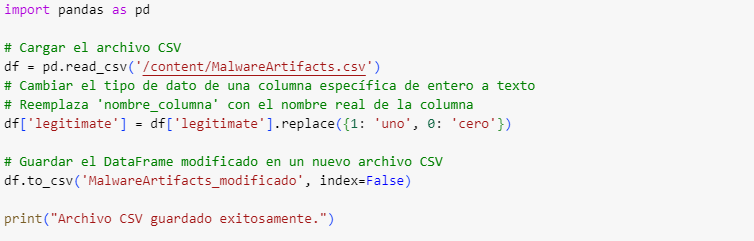 import pandas as pd
# Cargar el archivo CSV
df = pd.read_csv('/content/MalwareArtifacts.csv')
# Cambiar el tipo de dato de una columna específica de entero a texto
# Reemplaza 'nombre_columna' con el nombre real de la columna
df['legitimate'] = df['legitimate'].replace({1: 'uno', 0: 'cero'})
# Guardar el DataFrame modificado en un nuevo archivo CSV
df.to_csv('MalwareArtifacts_modificado', index=False)
print("Archivo CSV guardado exitosamente.")